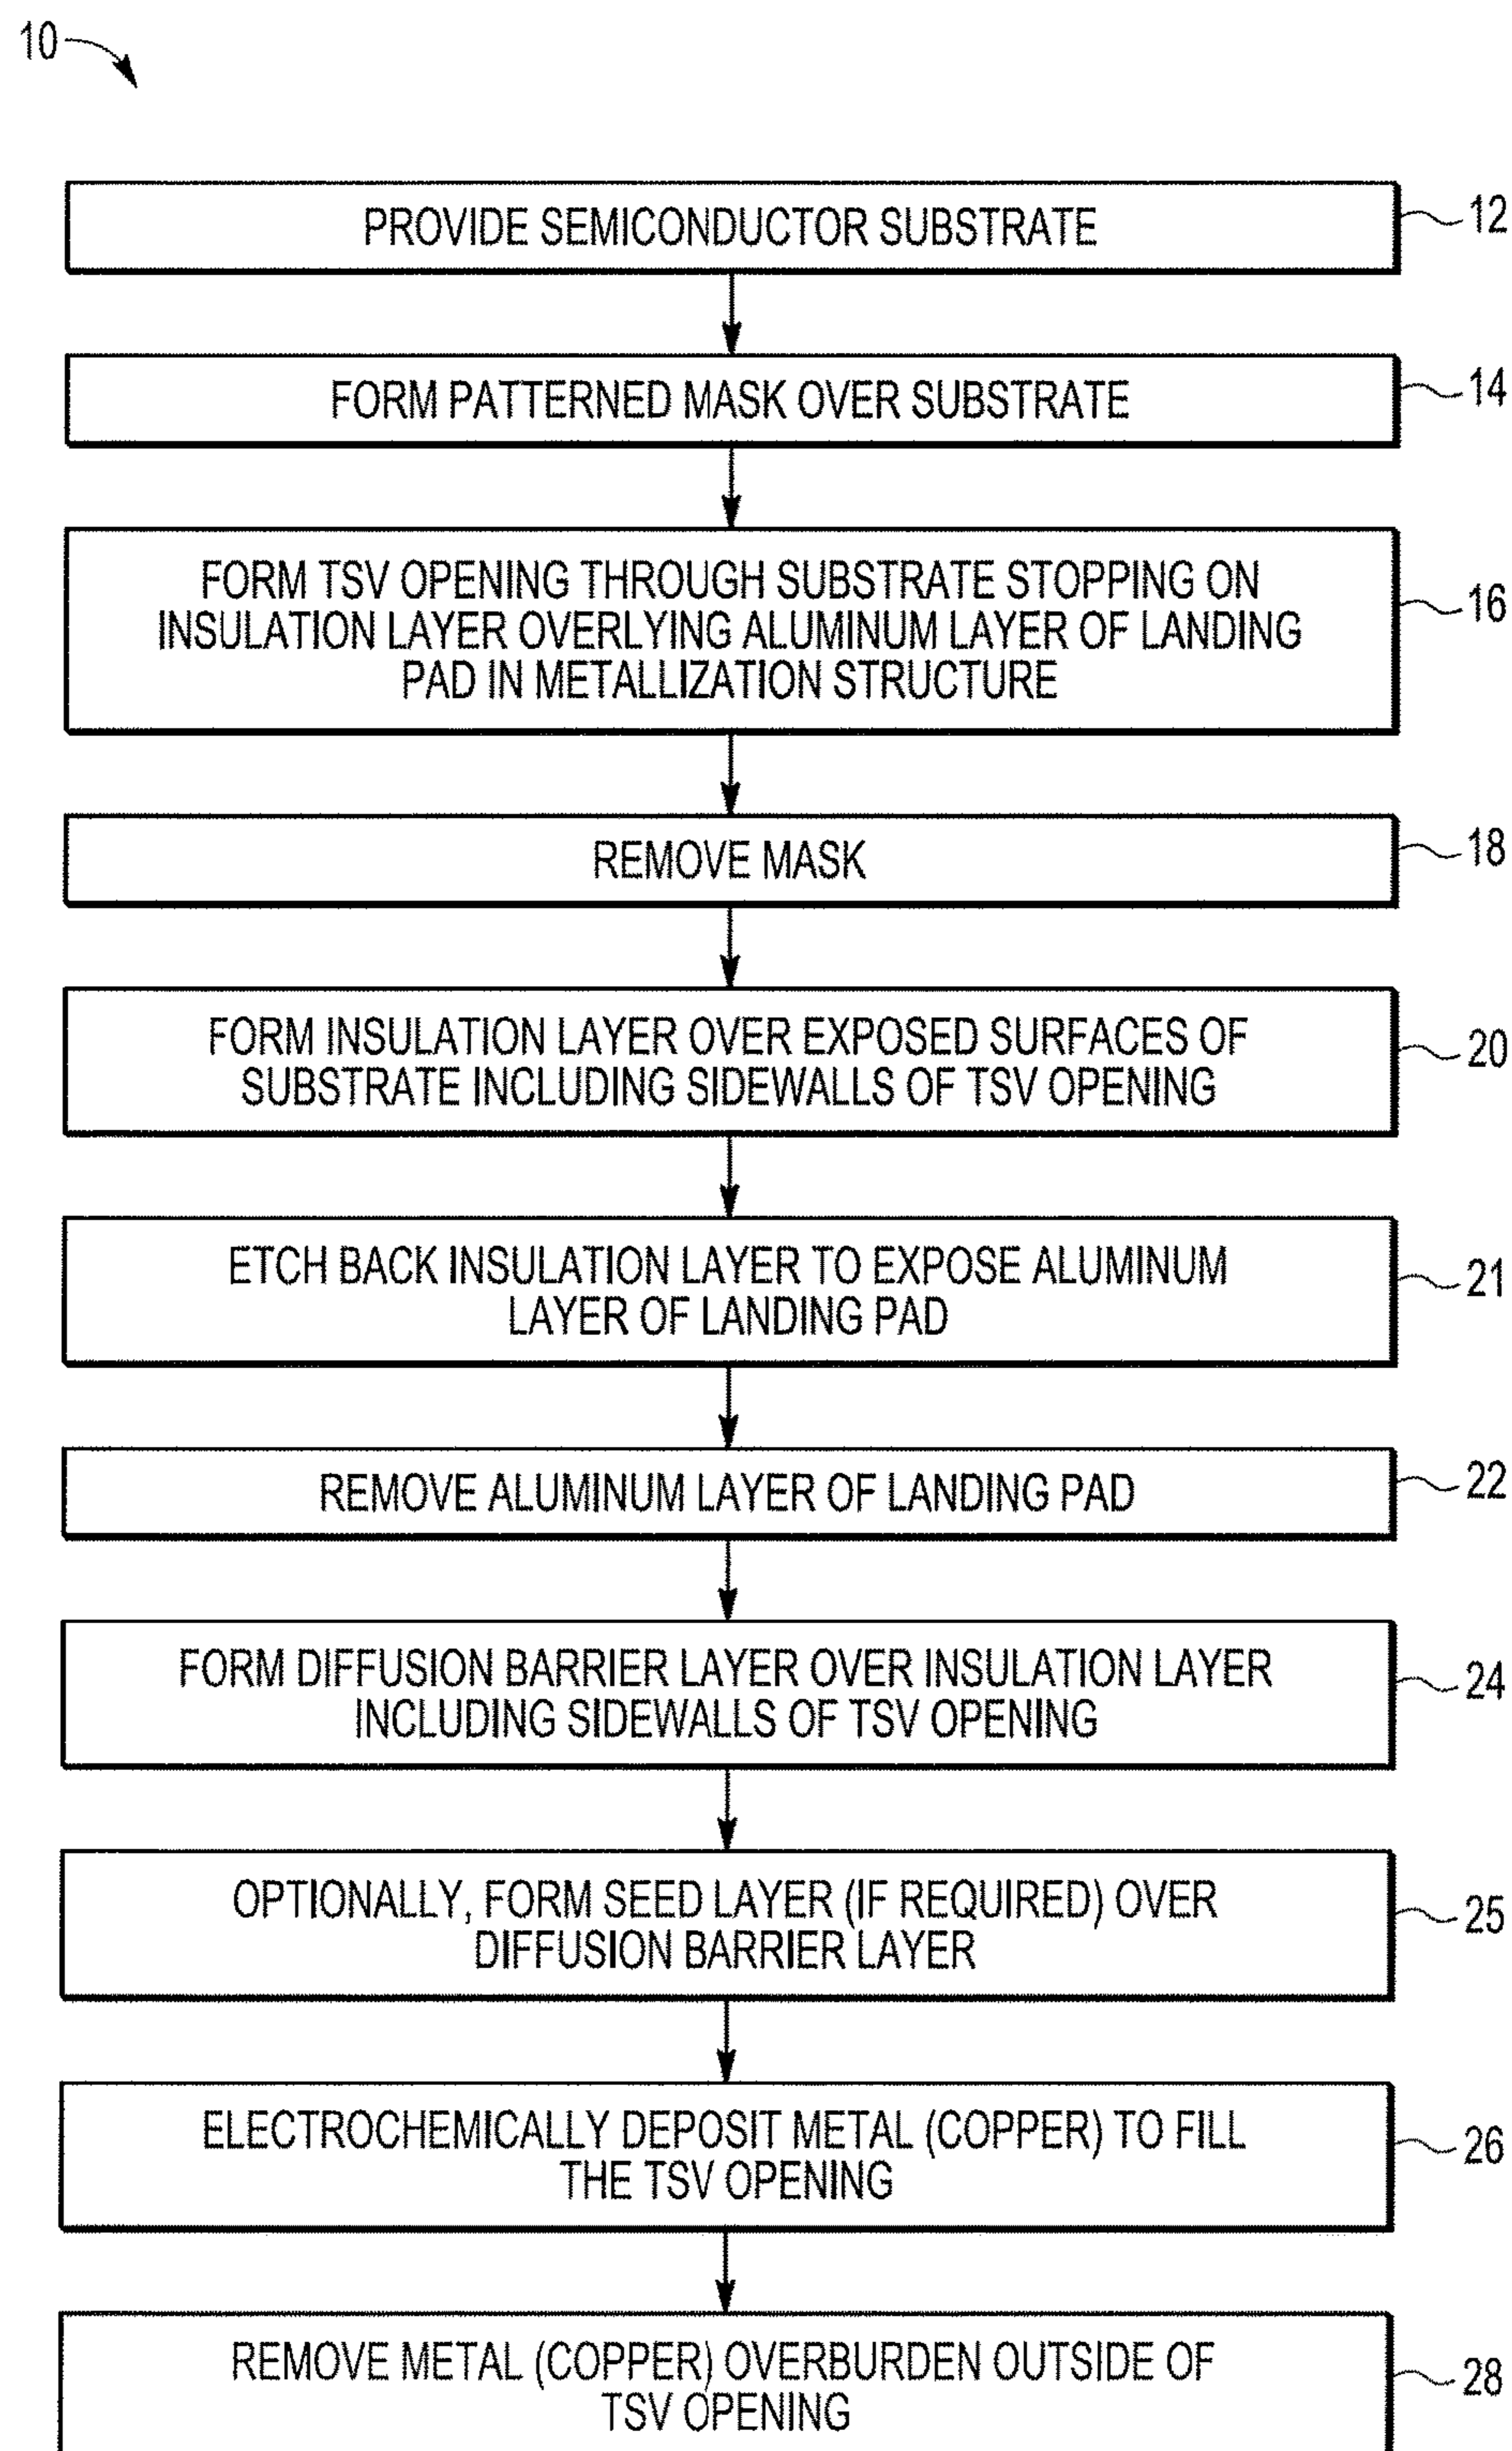 10
PROVIDE SEMICONDUCTOR SUBSTRATE
12
FORM PATTERNED MASK OVER SUBSTRATE
14
FORM TSV OPENING THROUGH SUBSTRATE STOPPING ON
INSULATION LAYER OVERLYING ALUMINUM LAYER OF LANDING
PAD IN METALLIZATION STRUCTURE
16
REMOVE MASK
18
FORM INSULATION LAYER OVER EXPOSED SURFACES OF
SUBSTRATE INCLUDING SIDEWALLS OF TSV OPENING
20
ETCH BACK INSULATION LAYER TO EXPOSE ALUMINUM
LAYER OF LANDING PAD
21
REMOVE ALUMINUM LAYER OF LANDING PAD
22
FORM DIFFUSION BARRIER LAYER OVER INSULATION LAYER
INCLUDING SIDEWALLS OF TSV OPENING
24
OPTIONALLY, FORM SEED LAYER (IF REQUIRED) OVER
DIFFUSION BARRIER LAYER
25
ELECTROCHEMICALLY DEPOSIT METAL (COPPER) TO FILL
THE TSV OPENING
26
REMOVE METAL (COPPER) OVERBURDEN OUTSIDE OF
TSV OPENING
28